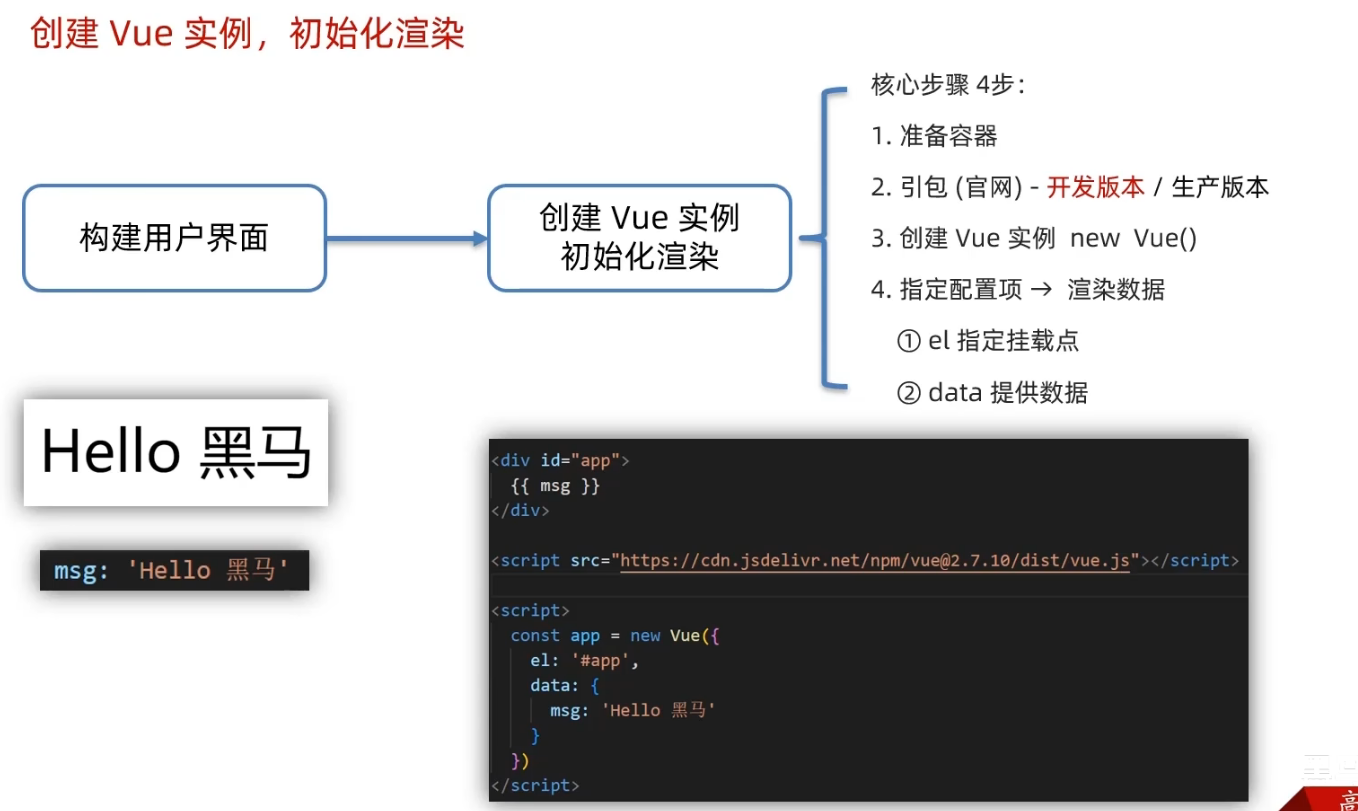 创建 Vue 实例，初始化渲染
构建用户界面
创建 Vue 实例
初始化渲染
核心步骤 4步：
1. 准备容器
2. 引包 (官网) - 开发版本 / 生产版本
3. 创建 Vue 实例 new Vue()
4. 指定配置项 → 渲染数据
① el 指定挂载点
② data 提供数据
Hello 黑马
msg: 'Hello 黑马'
<div id="app">
{{ msg }}
</div>
<script src="https://cdn.jsdelivr.net/npm/vue@2.7.10/dist/vue.js"></script>
<script>
const app = new Vue({
el: '#app',
data: {
msg: 'Hello 黑马'
}
})
</script>